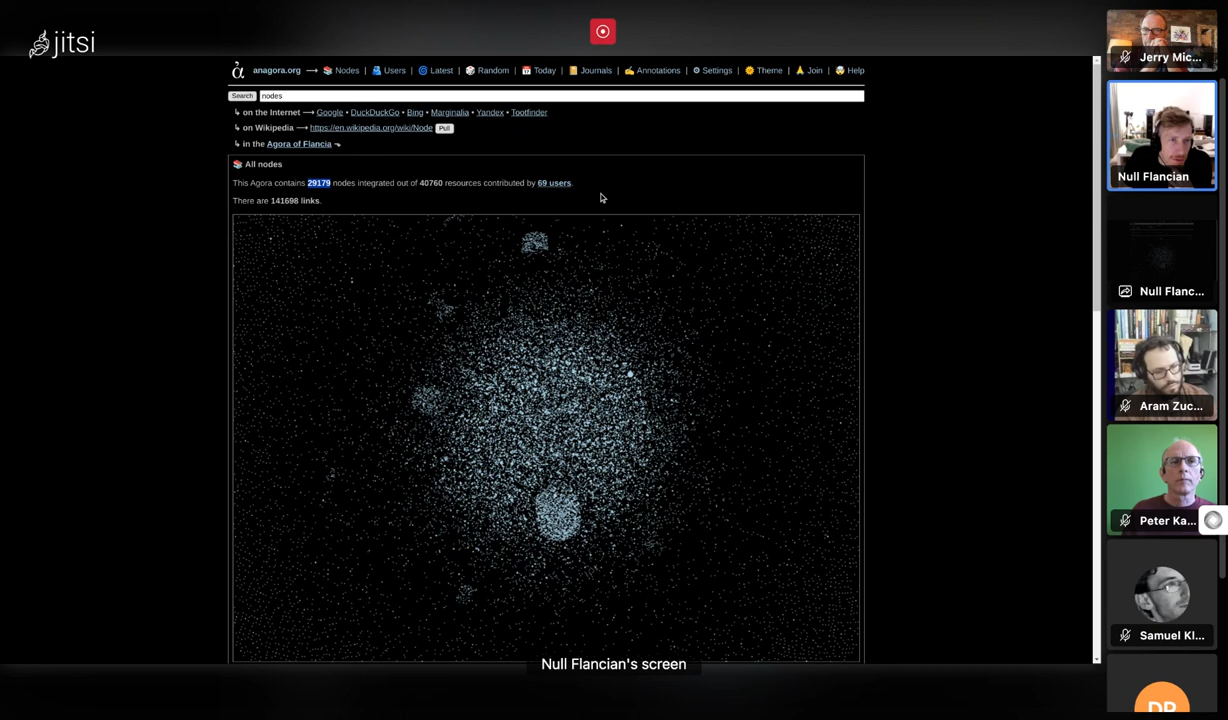 jitsi
anagora.org ⟶ 📚 Nodes | 👥 Users | 🌀 Latest | 🎲 Random | 📅 Today | 📔 Journals | ✍ Annotations | ⚙ Settings | 🌞 Theme | 🙏 Join | 🤯 Help
Search nodes
↳ on the Internet ⟶ Google • DuckDuckGo • Bing • Marginalia • Yandex • Tootfinder
↳ on Wikipedia ⟶ https://en.wikipedia.org/wiki/Node Pull
↳ in the Agora of Flancia
📚 All nodes
This Agora contains 29179 nodes integrated out of 40760 resources contributed by 69 users.
There are 141698 links.
Null Flancian's screen
Jerry Mic...
Null Flancian
Null Flanc...
Aram Zuc...
Peter Ka...
Samuel Kl...
DP